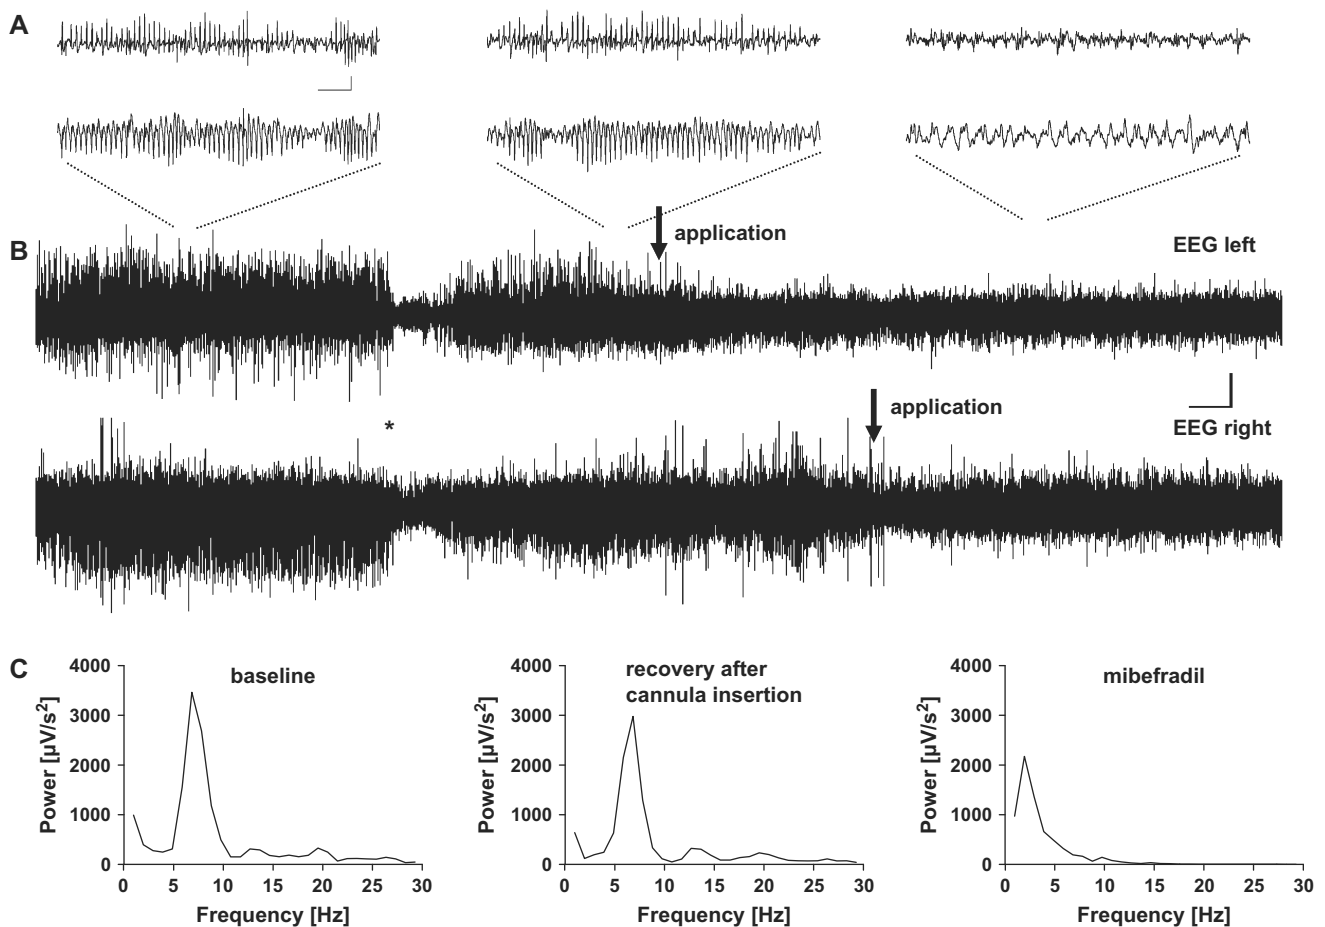 A
B
application
EEG left
application
*
EEG right
C
baseline
recovery after
cannula insertion
mibefradil
4000
3000
2000
1000
0
Power [µV/s²]
0 5 10 15 20 25 30
Frequency [Hz]
4000
3000
2000
1000
0
Power [µV/s²]
0 5 10 15 20 25 30
Frequency [Hz]
4000
3000
2000
1000
0
Power [µV/s²]
0 5 10 15 20 25 30
Frequency [Hz]